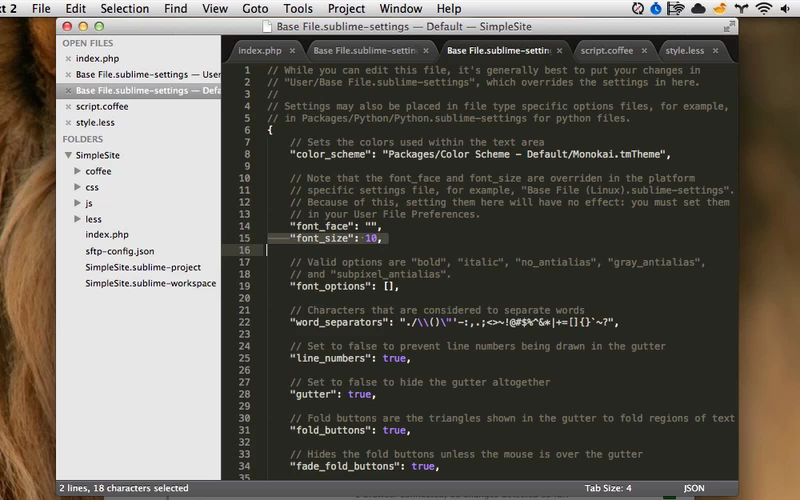 t 2 File Edit Selection Find View Goto Tools Project Window Help
Base File.sublime-settings — Default — SimpleSite
OPEN FILES
index.php
Base File.sublime-settings — User
Base File.sublime-settings — Defa
script.coffee
style.less
FOLDERS
SimpleSite
coffee
css
js
less
index.php
sftp-config.json
SimpleSite.sublime-project
SimpleSite.sublime-workspace
index.php Base File.sublime-settin Base File.sublime-settin script.coffee style.less
1 // While you can edit this file, it's generally best to put your changes in
2 // "User/Base File.sublime-settings", which overrides the settings in here.
3 //
4 // Settings may also be placed in file type specific options files, for example,
5 // in Packages/Python/Python.sublime-settings for python files.
6 {
7 // Sets the colors used within the text area
8 "color_scheme": "Packages/Color Scheme - Default/Monokai.tmTheme",
9
10 // Note that the font_face and font_size are overriden in the platform
11 // specific settings file, for example, "Base File (Linux).sublime-settings".
12 // Because of this, setting them here will have no effect: you must set them
13 // in your User File Preferences.
14 "font_face": "",
15 "font_size": 10,
16
17 // Valid options are "bold", "italic", "no_antialias", "gray_antialias",
18 // and "subpixel_antialias".
19 "font_options": [],
20
21 // Characters that are considered to separate words
22 "word_separators": "./\\()\"'-:,.;<>~!@#$%^&*|+=[]{}`~?",
23
24 // Set to false to prevent line numbers being drawn in the gutter
25 "line_numbers": true,
26
27 // Set to false to hide the gutter altogether
28 "gutter": true,
29
30 // Fold buttons are the triangles shown in the gutter to fold regions of text
31 "fold_buttons": true,
32
33 // Hides the fold buttons unless the mouse is over the gutter
34 "fade_fold_buttons": true,
35
2 lines, 18 characters selected Tab Size: 4 JSON